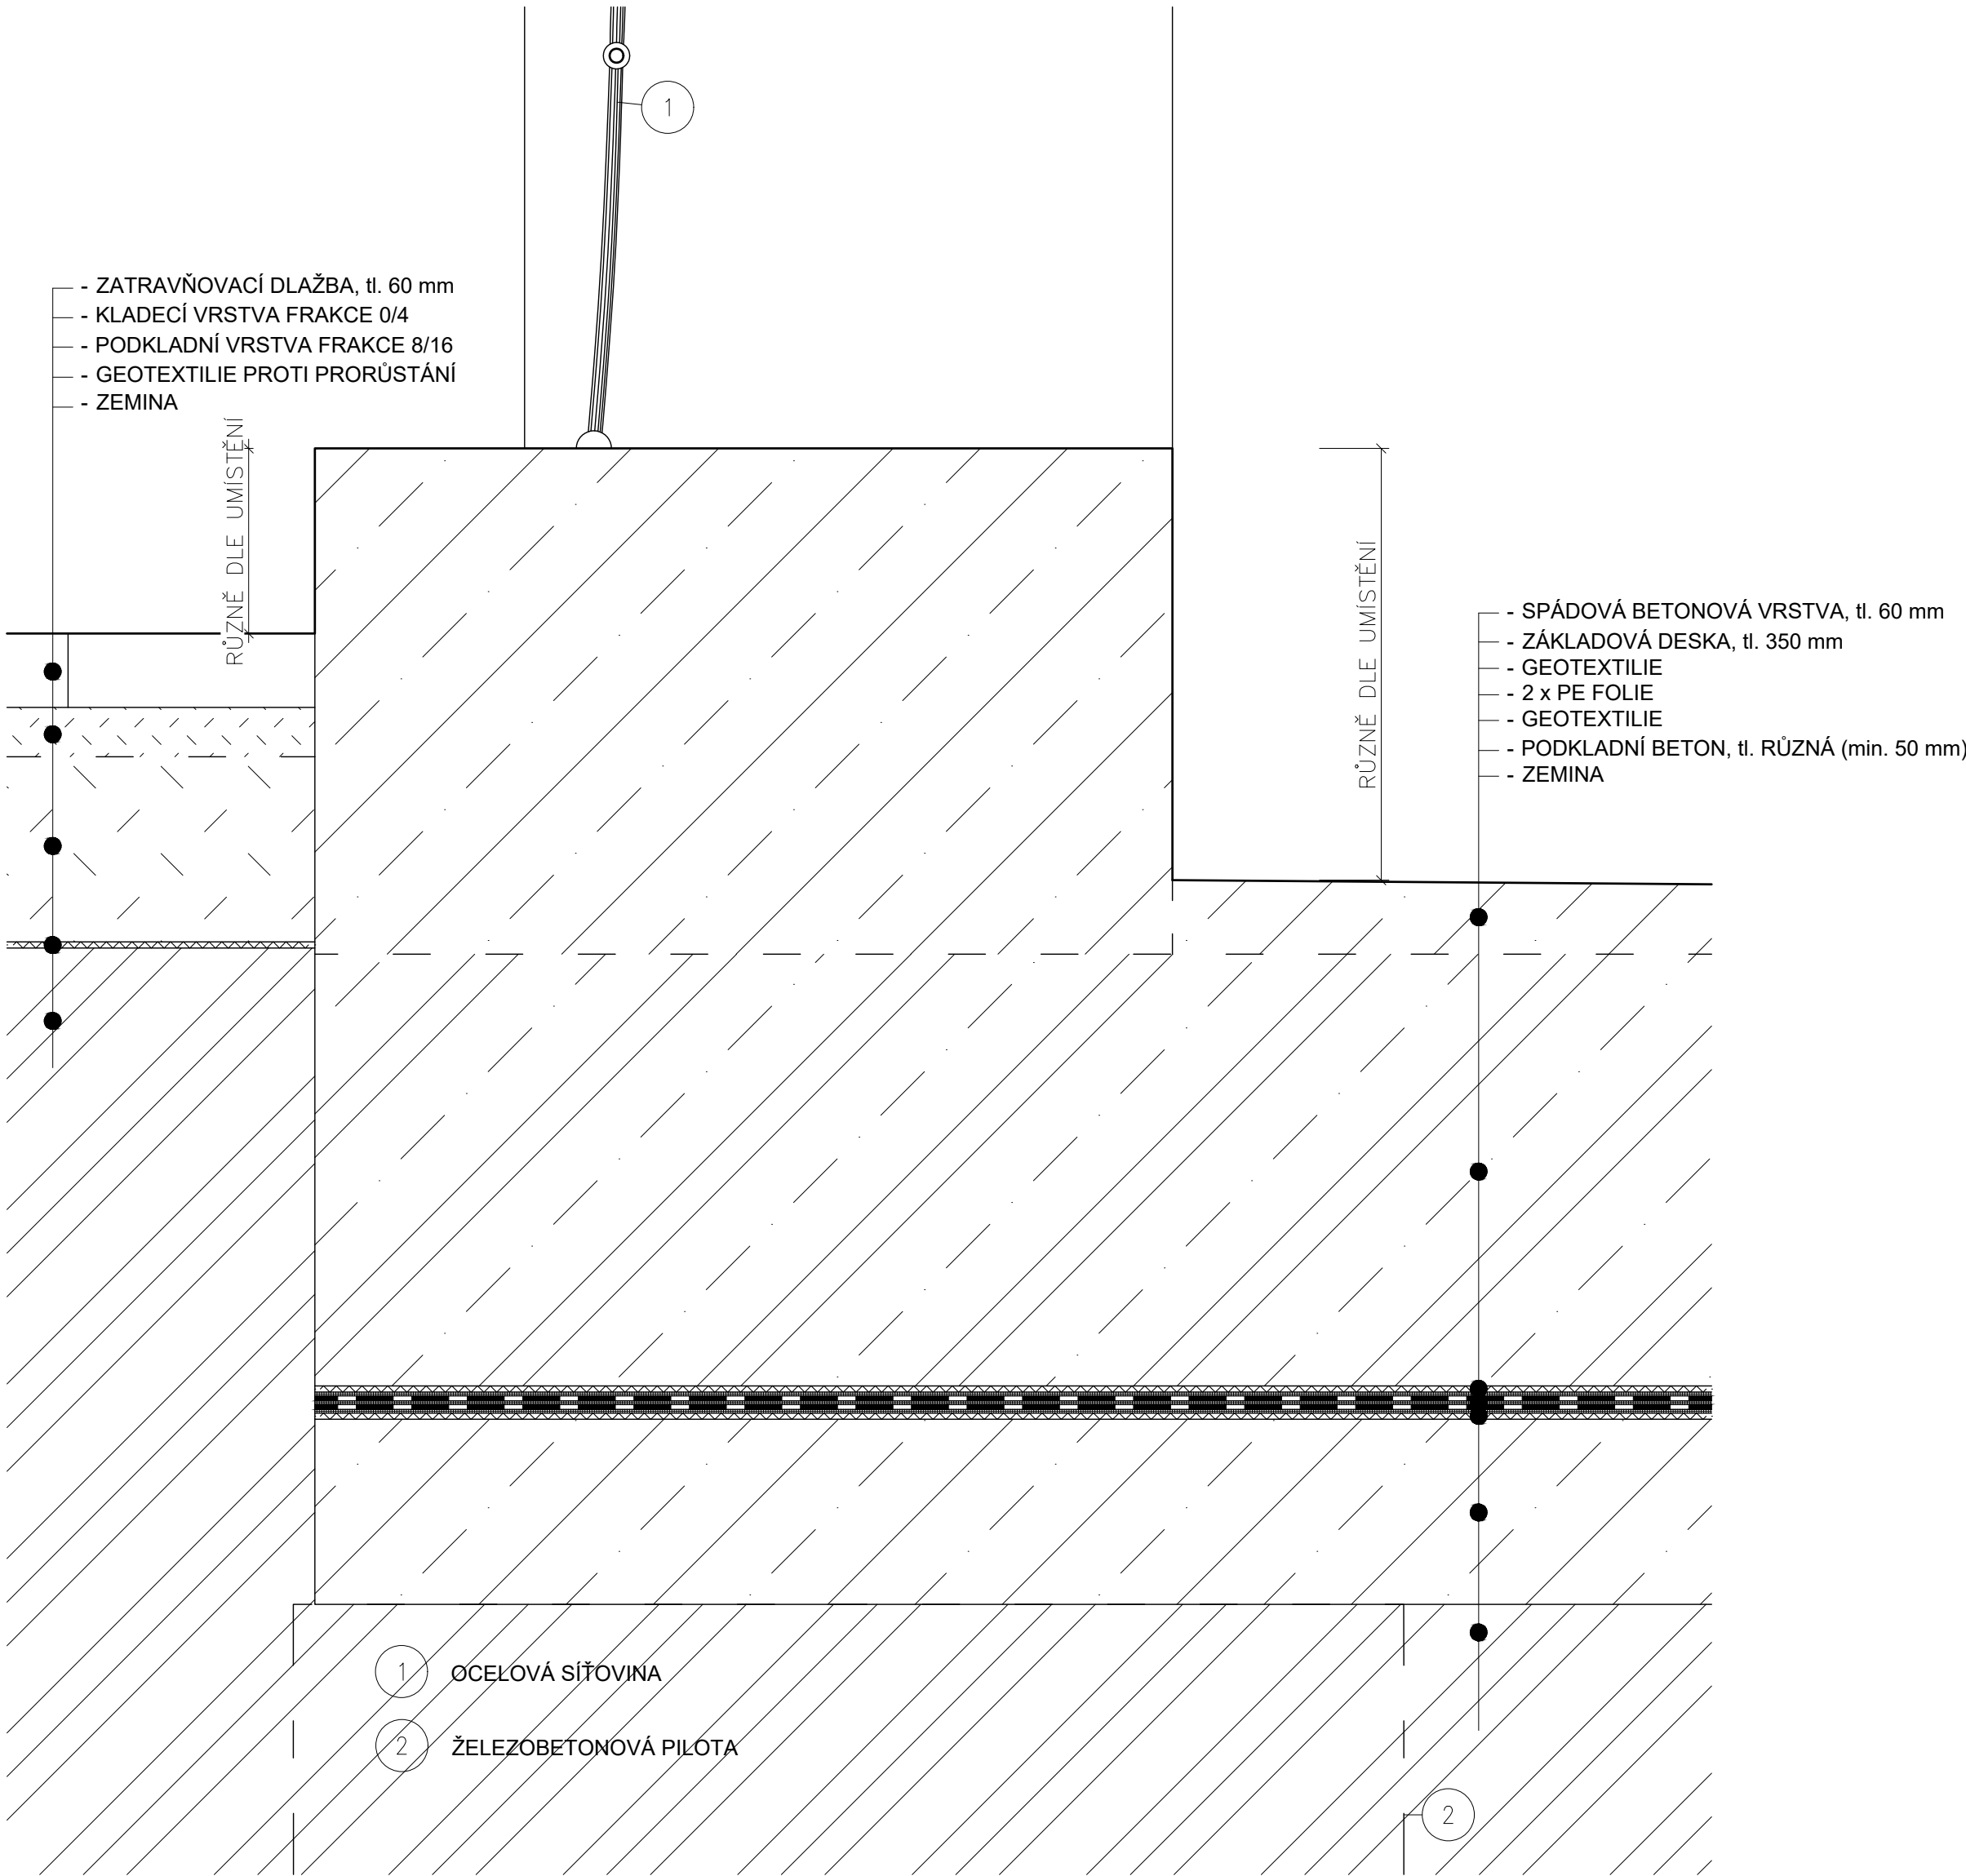 1
- ZATRAVŇOVACÍ DLAŽBA, tl. 60 mm
- KLADECÍ VRSTVA FRAKCE 0/4
- PODKLADNÍ VRSTVA FRAKCE 8/16
- GEOTEXTILIE PROTI PRORŮSTÁNÍ
- ZEMINA
RŮZNĚ DLE UMÍSTĚNÍ
RŮZNĚ DLE UMÍSTĚNÍ
- SPÁDOVÁ BETONOVÁ VRSTVA, tl. 60 mm
- ZÁKLADOVÁ DESKA, tl. 350 mm
- GEOTEXTILIE
- 2 x PE FOLIE
- GEOTEXTILIE
- PODKLADNÍ BETON, tl. RŮZNÁ (min. 50 mm)
- ZEMINA
1 OCELOVÁ SÍŤOVINA
2 ŽELEZOBETONOVÁ PILOTA
2